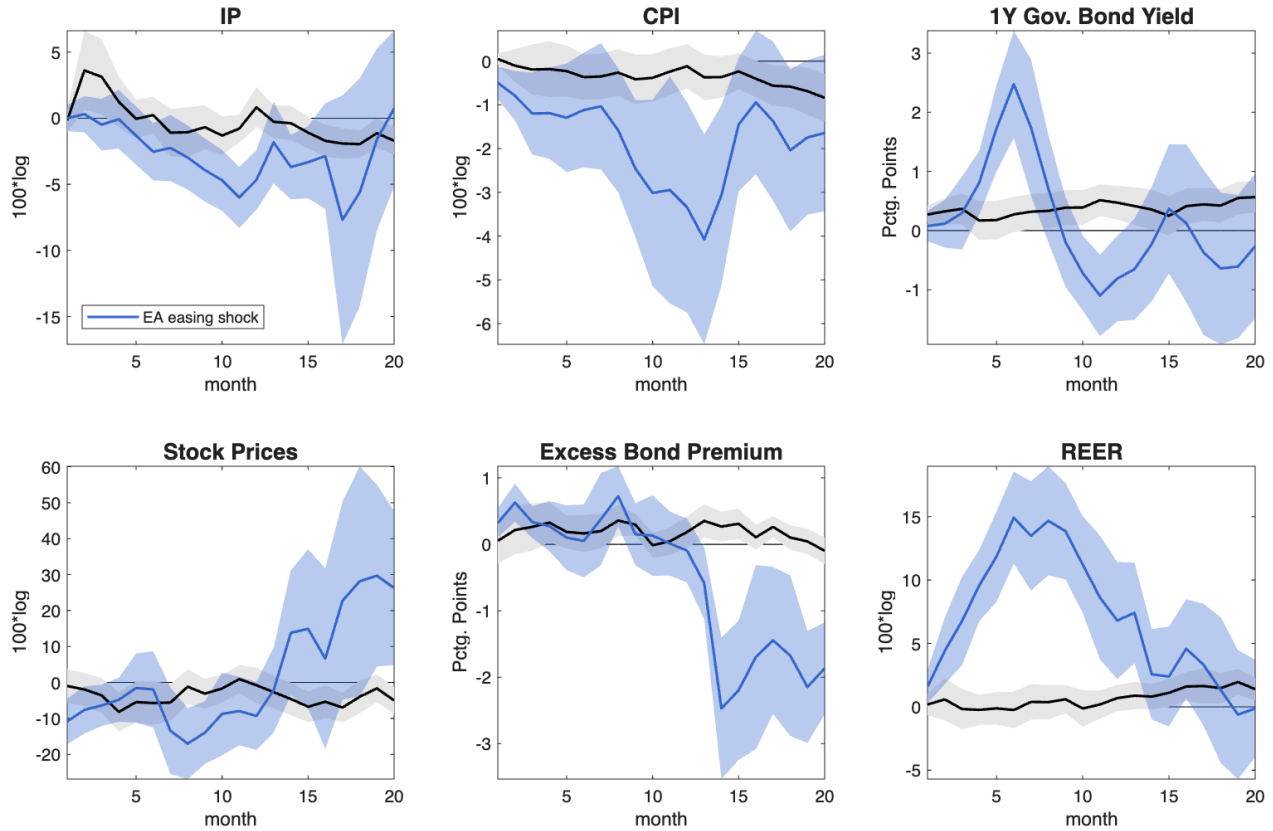 IP
5
0
-5
-10
-15
100*log
EA easing shock
5 10 15 20
month
CPI
0
-1
-2
-3
-4
-5
-6
100*log
5 10 15 20
month
1Y Gov. Bond Yield
3
2
1
0
-1
Pctg. Points
5 10 15 20
month
Stock Prices
60
50
40
30
20
10
0
-10
-20
100*log
5 10 15 20
month
Excess Bond Premium
1
0
-1
-2
-3
Pctg. Points
5 10 15 20
month
REER
15
10
5
0
-5
100*log
5 10 15 20
month